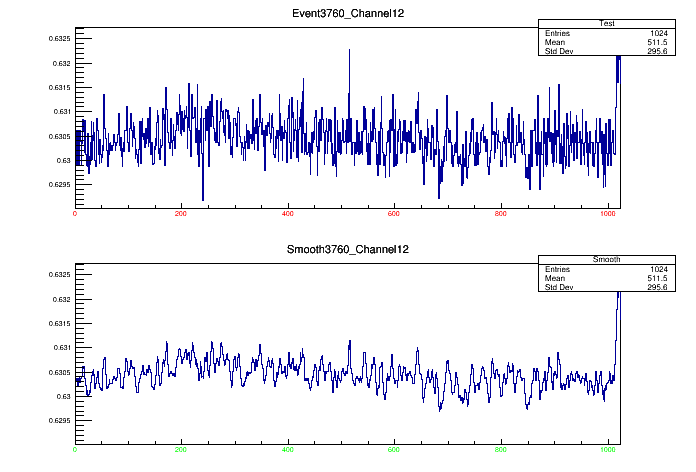 Event3760_Channel12
Test
Entries 1024
Mean 511.5
Std Dev 295.6
0.6325
0.632
0.6315
0.631
0.6305
0.63
0.6295
0 200 400 600 800 1000
Smooth3760_Channel12
Smooth
Entries 1024
Mean 511.5
Std Dev 295.6
0.6325
0.632
0.6315
0.631
0.6305
0.63
0.6295
0 200 400 600 800 1000